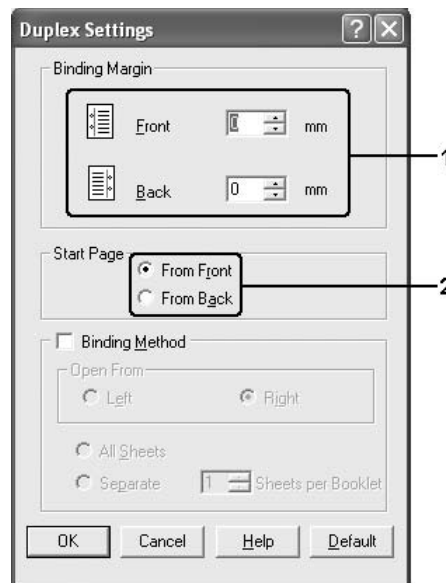 Duplex Settings
Binding Margin
Front 0 mm
1
Back 0 mm
Start Page
From Front
From Back
2
Binding Method
Open From
Left Right
All Sheets
Separate 1 Sheets per Booklet
OK Cancel Help Default